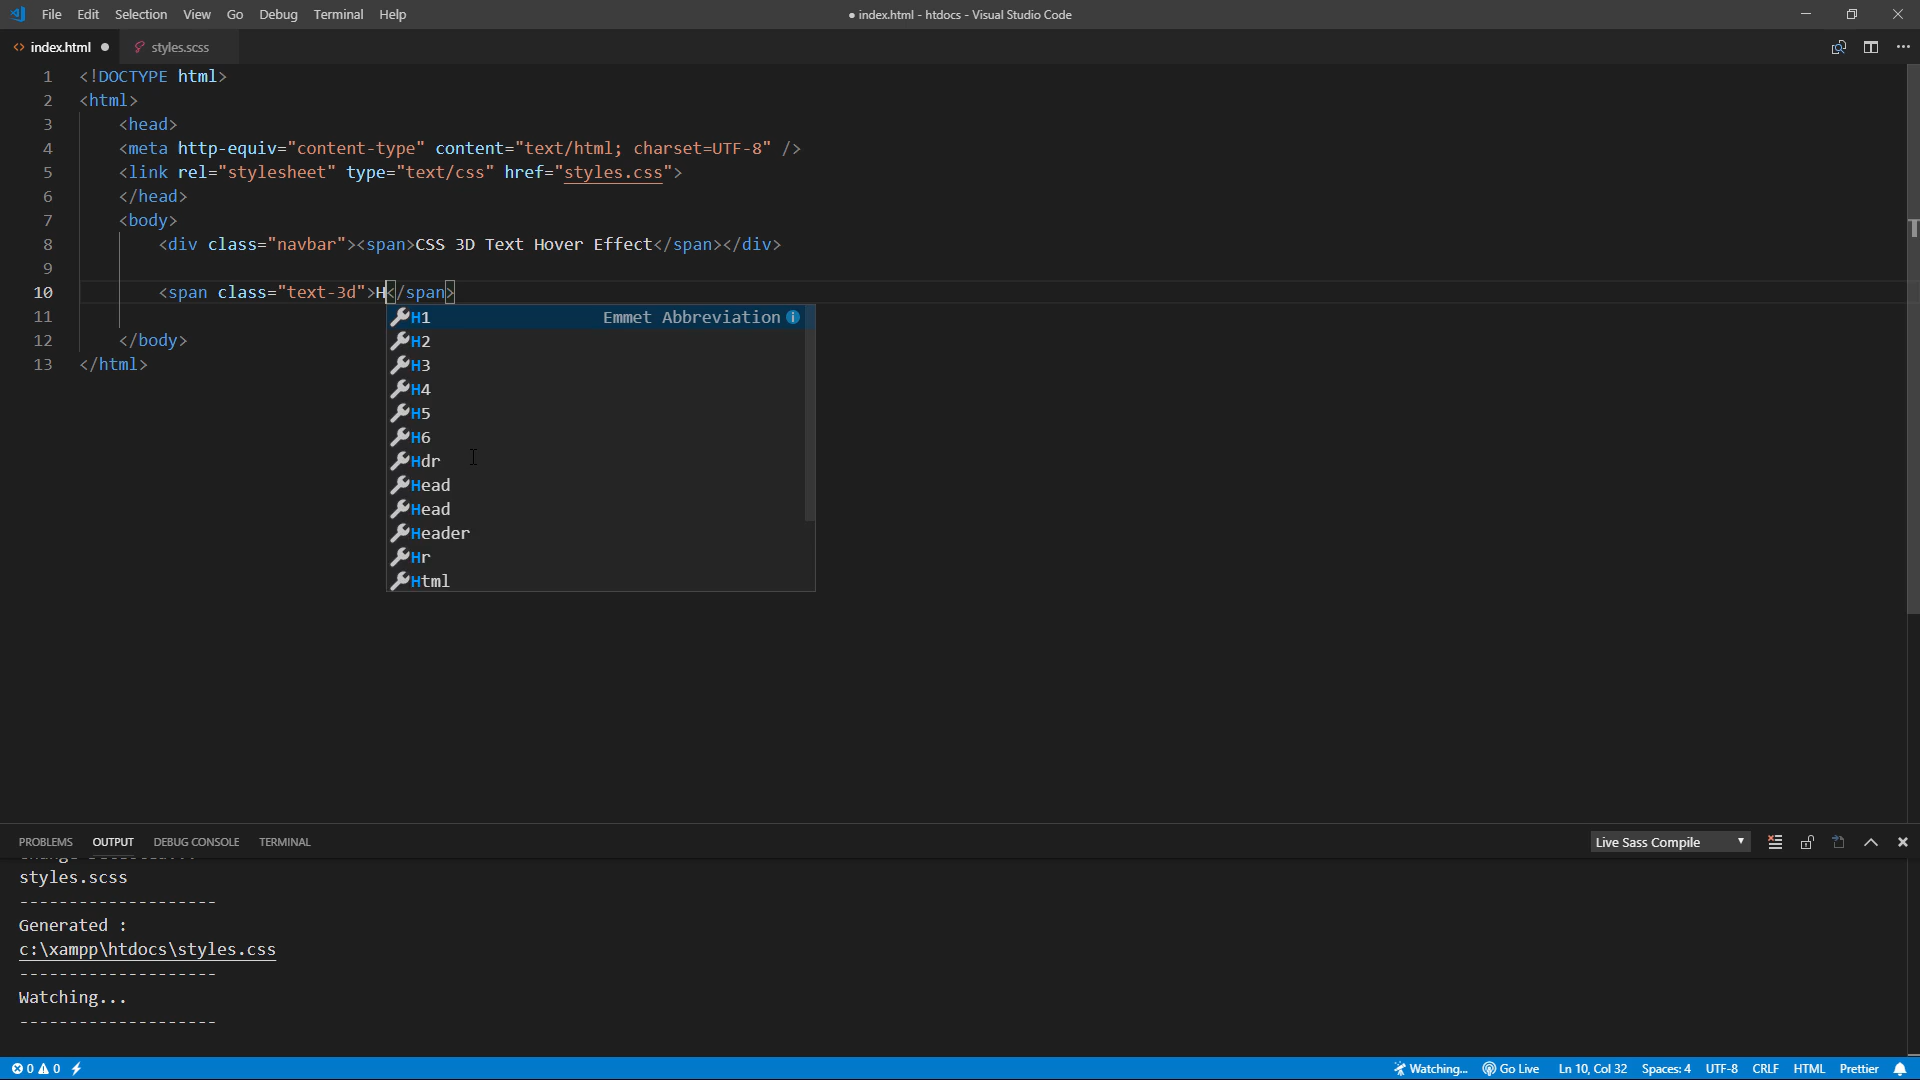 File Edit Selection View Go Debug Terminal Help
● index.html - htdocs - Visual Studio Code
index.html ● styles.scss
1 <!DOCTYPE html>
2 <html>
3 <head>
4 <meta http-equiv="content-type" content="text/html; charset=UTF-8" />
5 <link rel="stylesheet" type="text/css" href="styles.css">
6 </head>
7 <body>
8 <div class="navbar"><span>CSS 3D Text Hover Effect</span></div>
9
10 <span class="text-3d">H</span>
11
12 </body>
13 </html>
H1 Emmet Abbreviation
H2
H3
H4
H5
H6
Hdr
Head
Head
Header
Hr
Html
PROBLEMS OUTPUT DEBUG CONSOLE TERMINAL
Live Sass Compile
styles.scss
--------------------
Generated :
c:\xampp\htdocs\styles.css
--------------------
Watching...
--------------------
0 0 Watching... Go Live Ln 10, Col 32 Spaces: 4 UTF-8 CRLF HTML Prettier